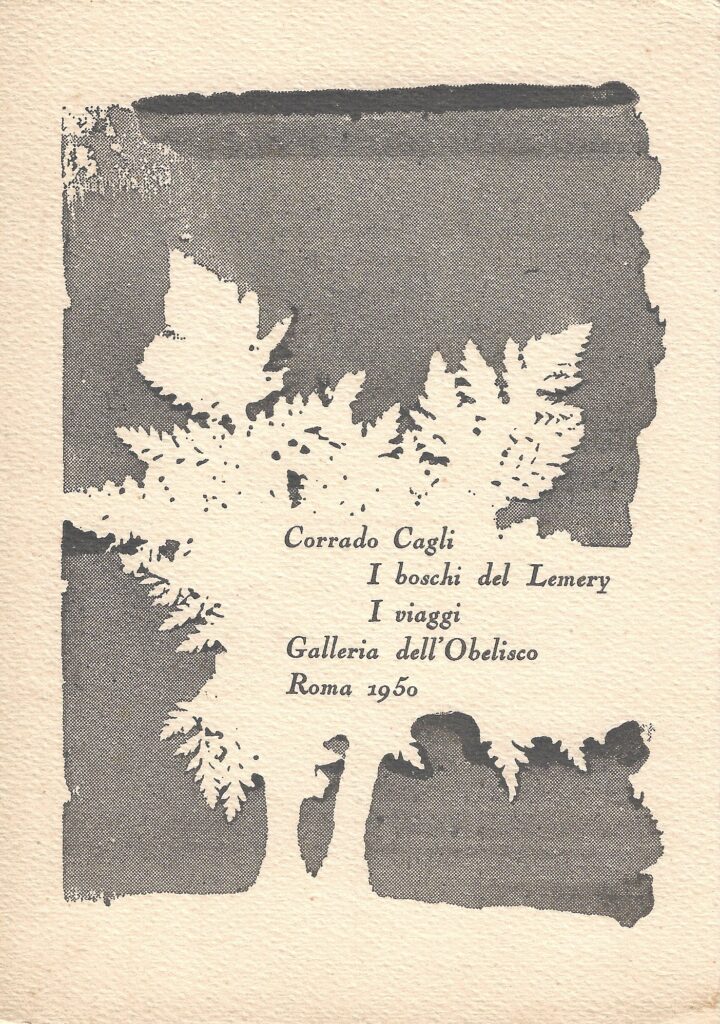 Corrado Cagli
I boschi del Lemery
I viaggi
Galleria dell'Obelisco
Roma 1950